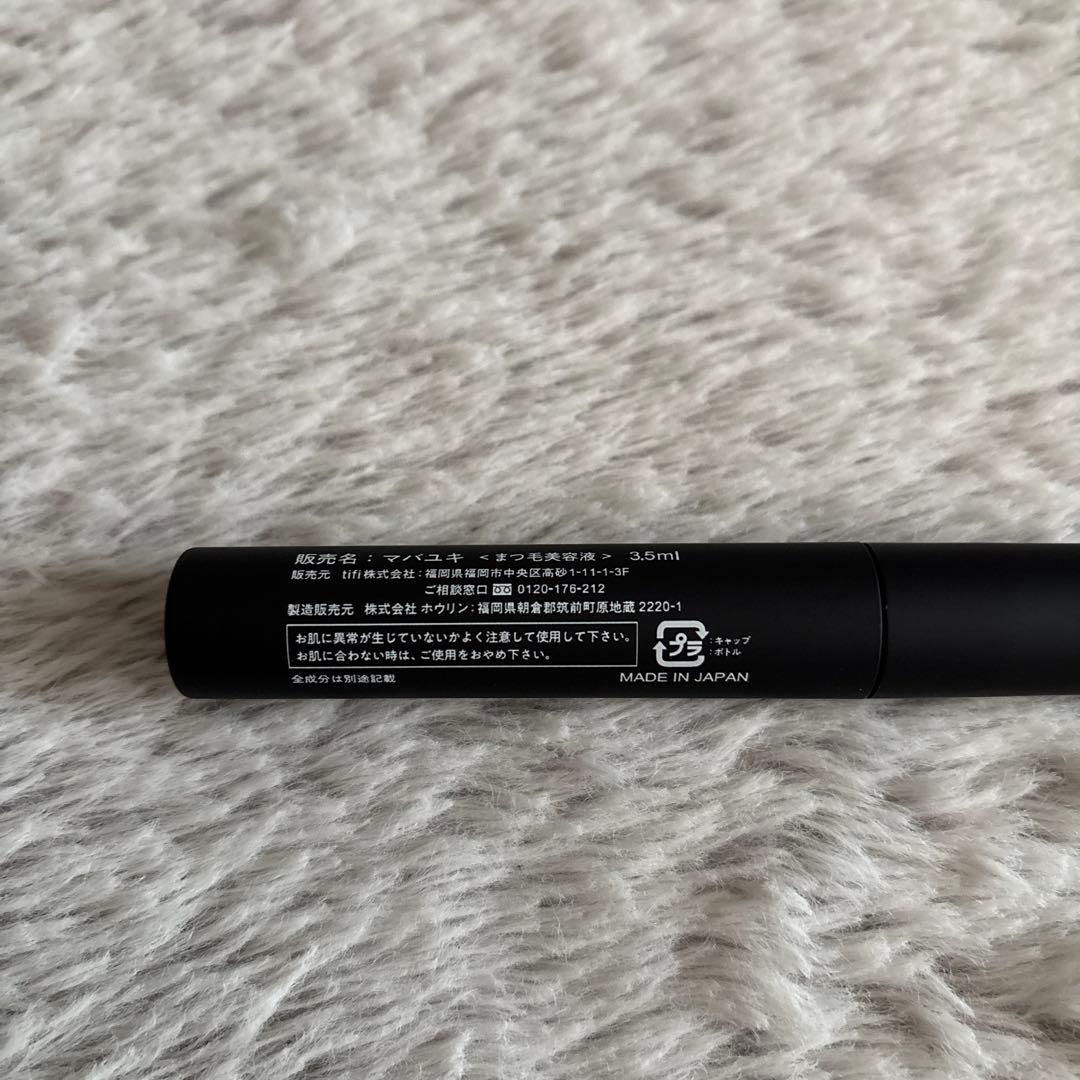 販売名：マバユキ ＜まつ毛美容液＞ 3.5ml
販売元 tifi株式会社：福岡県福岡市中央区高砂1-11-1-3F
ご相談窓口 0120-176-212
製造販売元 株式会社 ホウリン：福岡県朝倉郡筑前町原地蔵 2220-1
お肌に異常が生じていないかよく注意して使用して下さい。
お肌に合わない時は、ご使用をおやめ下さい。
プラ
：キャップ
：ボトル
全成分は別途記載
MADE IN JAPAN